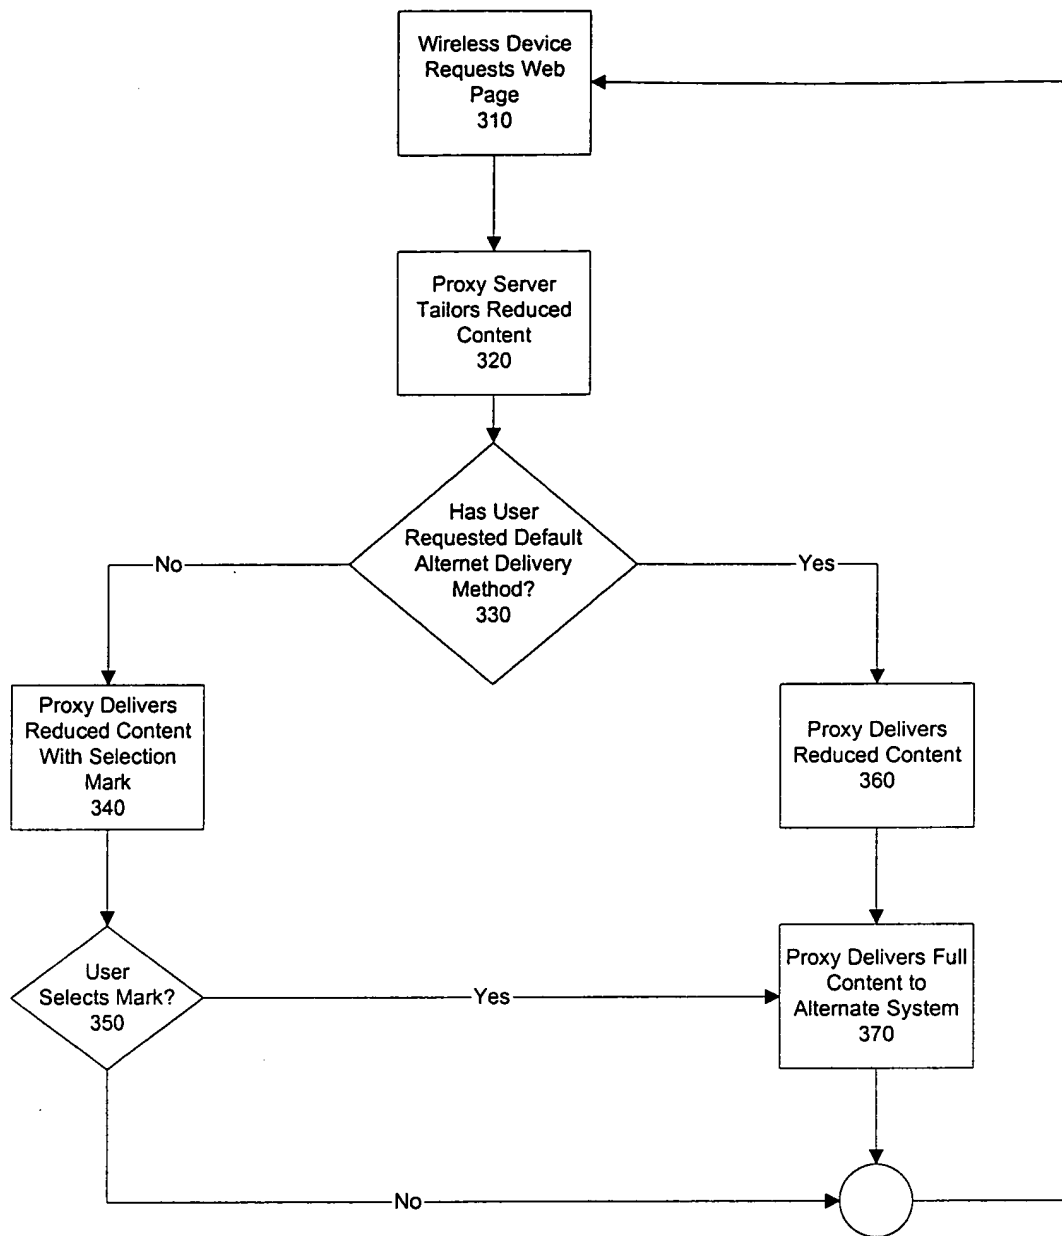 Wireless Device
Requests Web
Page
310
Proxy Server
Tailors Reduced
Content
320
Has User
Requested Default
Alternet Delivery
Method?
330
No
Yes
Proxy Delivers
Reduced Content
With Selection
Mark
340
Proxy Delivers
Reduced Content
360
User
Selects Mark?
350
Yes
Proxy Delivers Full
Content to
Alternate System
370
No